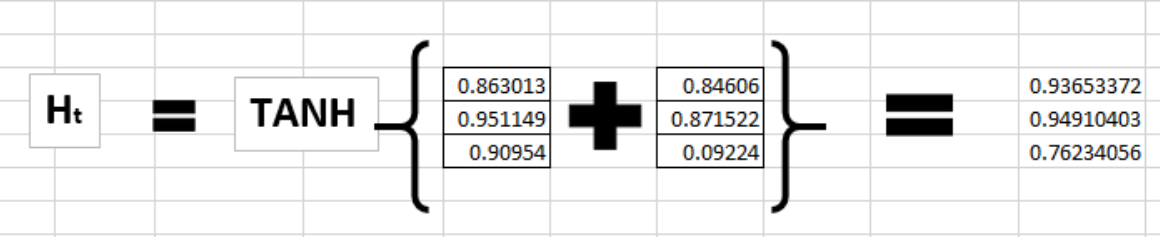 Ht = TANH { 0.863013 + 0.84606 } = 0.93653372
0.951149 0.871522 0.94910403
0.90954 0.09224 0.76234056